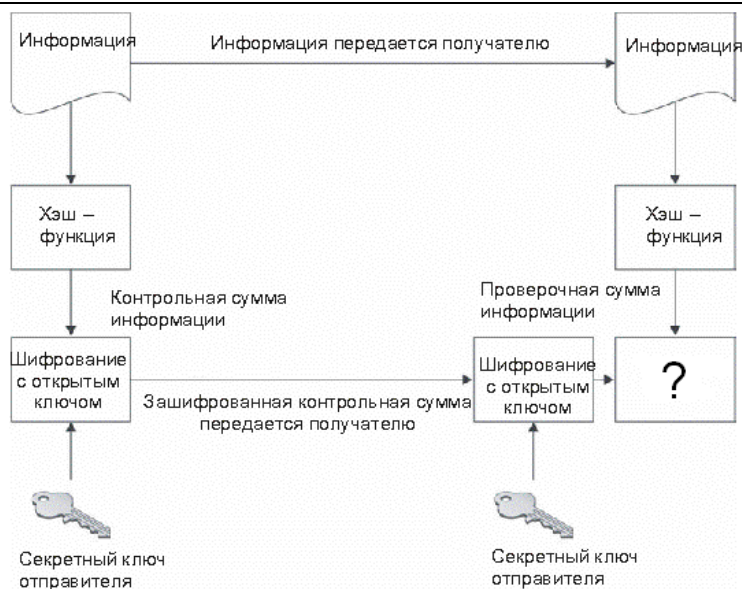 Информация
Информация передается получателю
Информация
Хэш –
функция
Хэш –
функция
Контрольная сумма
информации
Проверочная сумма
информации
Шифрование
с открытым
ключом
Зашифрованная контрольная сумма
передается получателю
Шифрование
с открытым
ключом
?
Секретный ключ
отправителя
Секретный ключ
отправителя